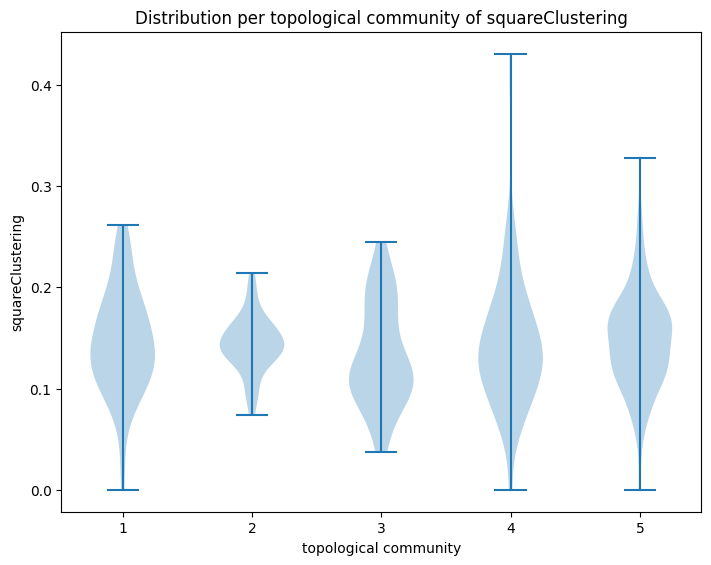 Distribution per topological community of squareClustering
squareClustering
0.4
0.3
0.2
0.1
0.0
1 2 3 4 5
topological community